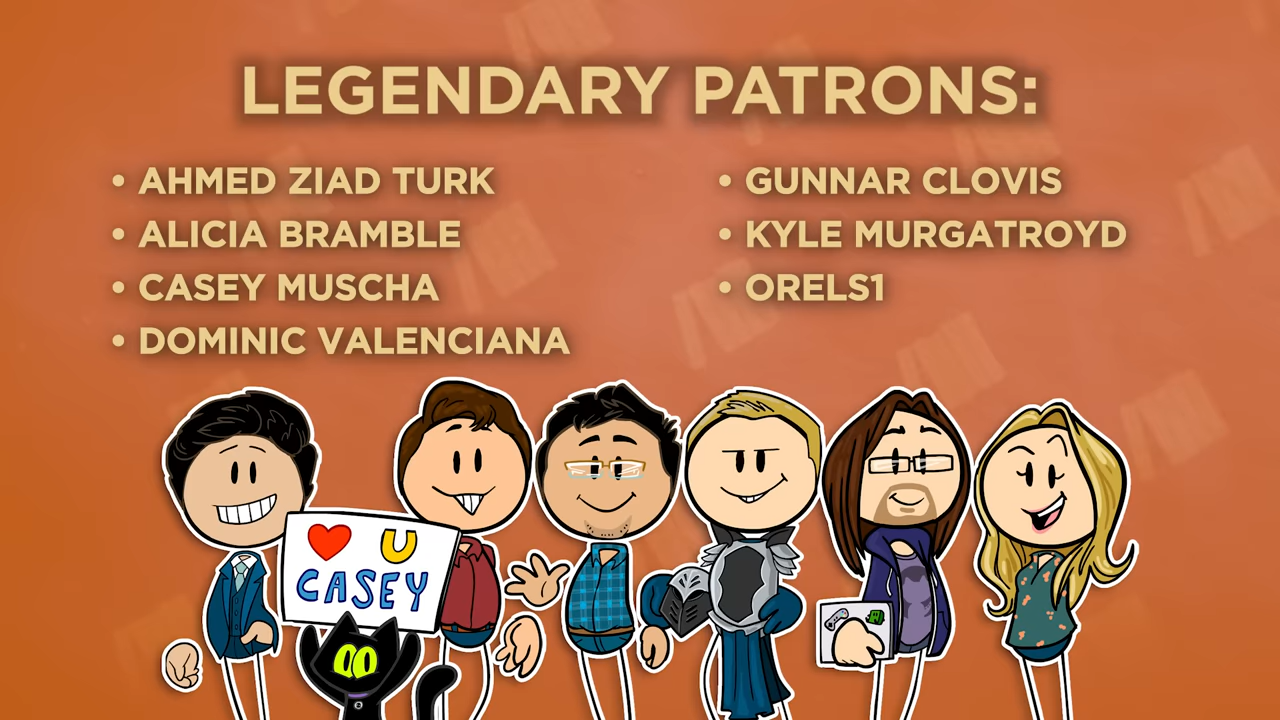 LEGENDARY PATRONS:
• AHMED ZIAD TURK
• ALICIA BRAMBLE
• CASEY MUSCHA
• DOMINIC VALENCIANA
• GUNNAR CLOVIS
• KYLE MURGATROYD
• ORELS1
❤ U
CASEY